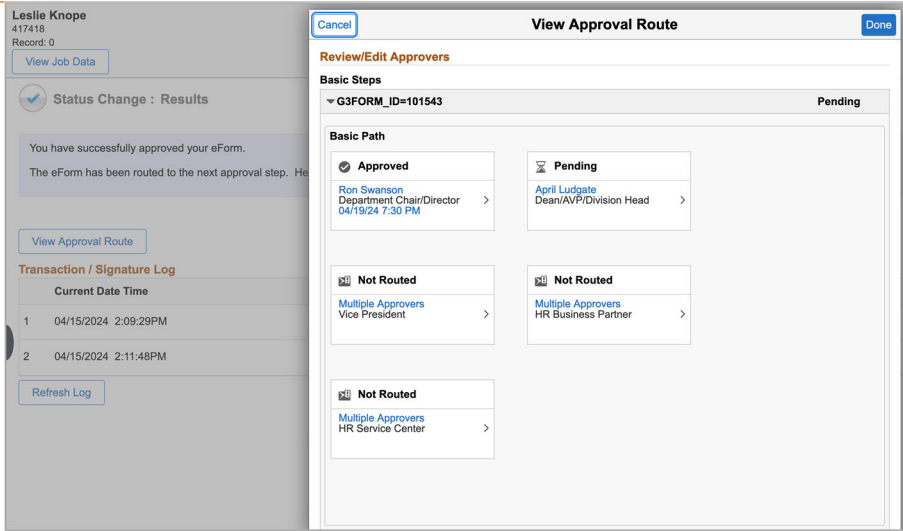 Leslie Knope
417418
Record: 0
View Job Data
Status Change : Results
You have successfully approved your eForm.
The eForm has been routed to the next approval step. He
View Approval Route
Transaction / Signature Log
Current Date Time
1 04/15/2024 2:09:29PM
2 04/15/2024 2:11:48PM
Refresh Log
Cancel
View Approval Route
Done
Review/Edit Approvers
Basic Steps
G3FORM_ID=101543
Pending
Basic Path
Approved
Ron Swanson
Department Chair/Director
04/19/24 7:30 PM
Pending
April Ludgate
Dean/AVP/Division Head
Not Routed
Multiple Approvers
Vice President
Not Routed
Multiple Approvers
HR Business Partner
Not Routed
Multiple Approvers
HR Service Center